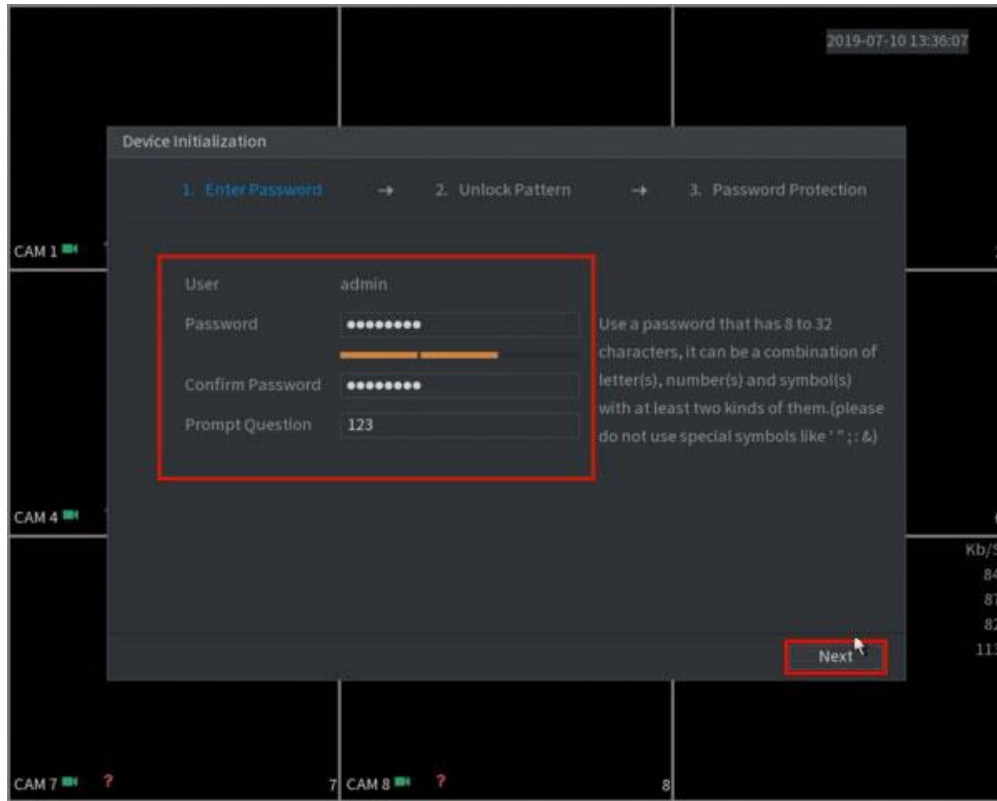 2019-07-10 13:36:07
Device Initialization
1. Enter Password → 2. Unlock Pattern → 3. Password Protection
CAM 1
User admin
Password ●●●●●●●●
Use a password that has 8 to 32
characters, it can be a combination of
letter(s), number(s) and symbol(s)
with at least two kinds of them.(please
do not use special symbols like ' " ; : &)
Confirm Password ●●●●●●●●
Prompt Question 123
CAM 4
Kb/S
84
87
82
113
Next
CAM 7 ? 7
CAM 8 ? 8